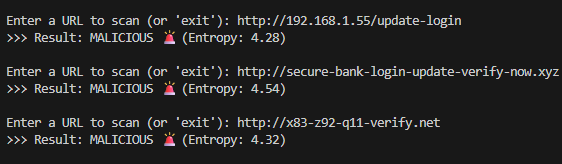 Enter a URL to scan (or 'exit'): http://192.168.1.55/update-login
>>> Result: MALICIOUS 🚨 (Entropy: 4.28)
Enter a URL to scan (or 'exit'): http://secure-bank-login-update-verify-now.xyz
>>> Result: MALICIOUS 🚨 (Entropy: 4.54)
Enter a URL to scan (or 'exit'): http://x83-z92-q11-verify.net
>>> Result: MALICIOUS 🚨 (Entropy: 4.32)